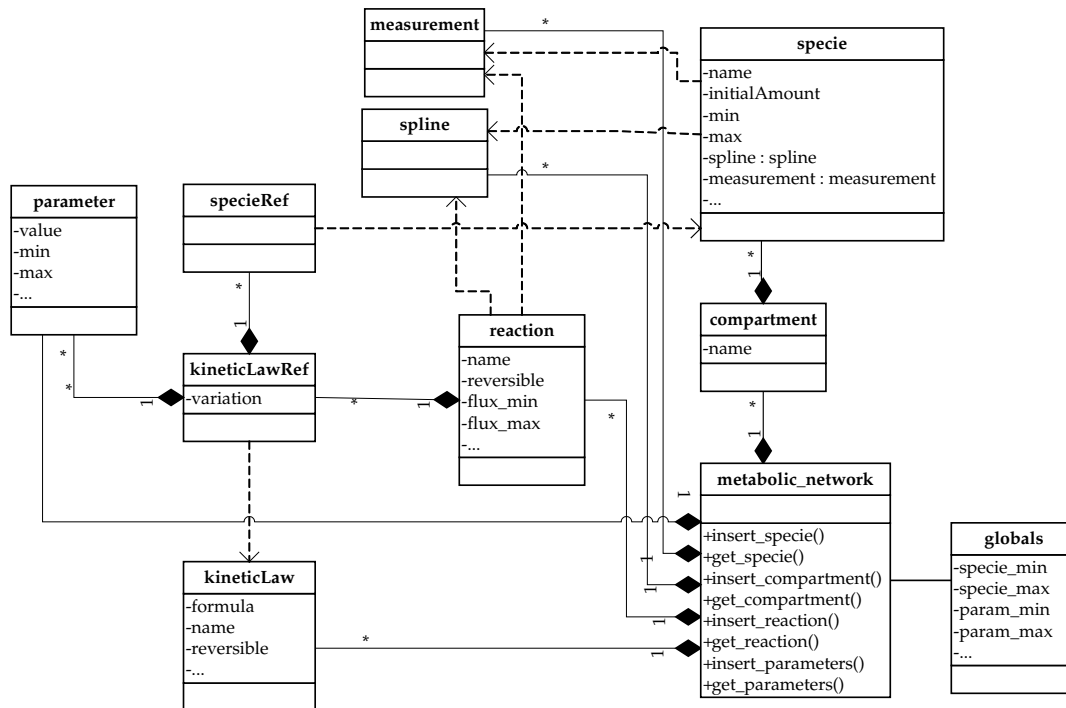 measurement
*
specie
-name
-initialAmount
-min
-max
-spline : spline
-measurement : measurement
-...
spline
*
parameter
-value
-min
-max
-...
specieRef
*
1
*
1
compartment
-name
reaction
-name
-reversible
-flux_min
-flux_max
-...
kineticLawRef
-variation
*
*
1
*
1
*
*
1
metabolic_network
+insert_specie()
+get_specie()
+insert_compartment()
+get_compartment()
+insert_reaction()
+get_reaction()
+insert_parameters()
+get_parameters()
1
1
1
1
1
globals
-specie_min
-specie_max
-param_min
-param_max
-...
kineticLaw
-formula
-name
-reversible
-...
*